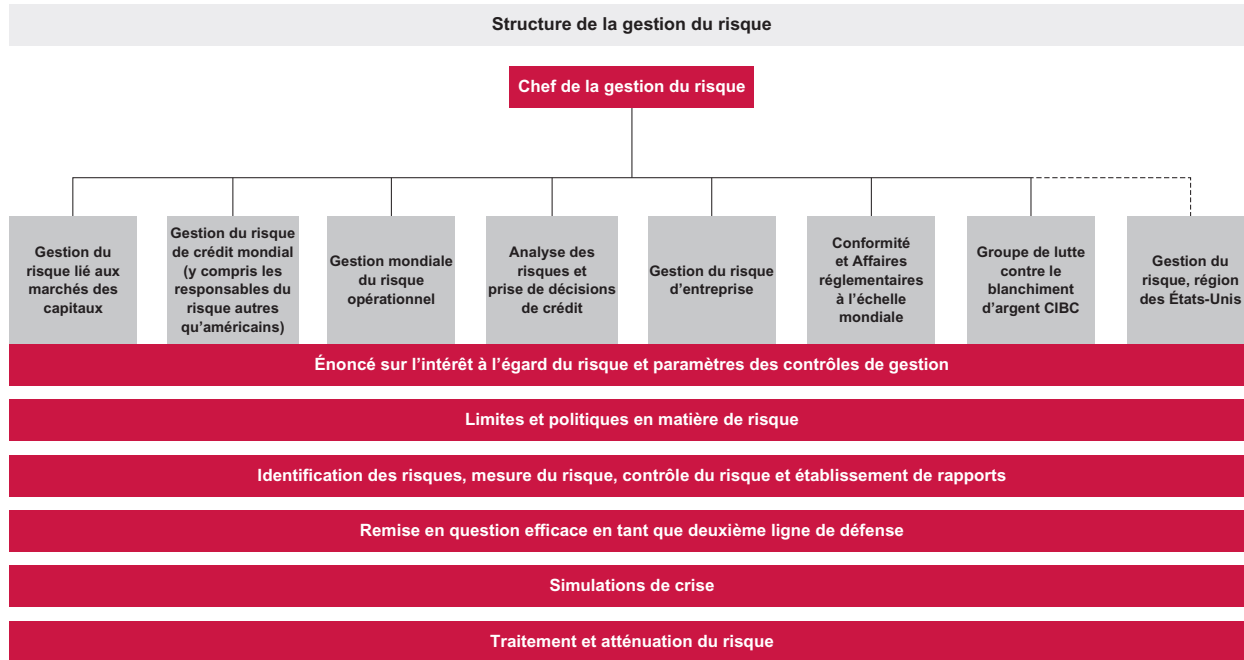 Structure de la gestion du risque
Chef de la gestion du risque
Gestion du
risque lié aux
marchés des
capitaux
Gestion du risque
de crédit mondial
(y compris les
responsables du
risque autres
qu’américains)
Gestion mondiale
du risque
opérationnel
Analyse des
risques et
prise de décisions
de crédit
Gestion du risque
d’entreprise
Conformité
et Affaires
réglementaires
à l’échelle
mondiale
Groupe de lutte
contre le
blanchiment
d’argent CIBC
Gestion du
risque, région
des États-Unis
Énoncé sur l’intérêt à l’égard du risque et paramètres des contrôles de gestion
Limites et politiques en matière de risque
Identification des risques, mesure du risque, contrôle du risque et établissement de rapports
Remise en question efficace en tant que deuxième ligne de défense
Simulations de crise
Traitement et atténuation du risque